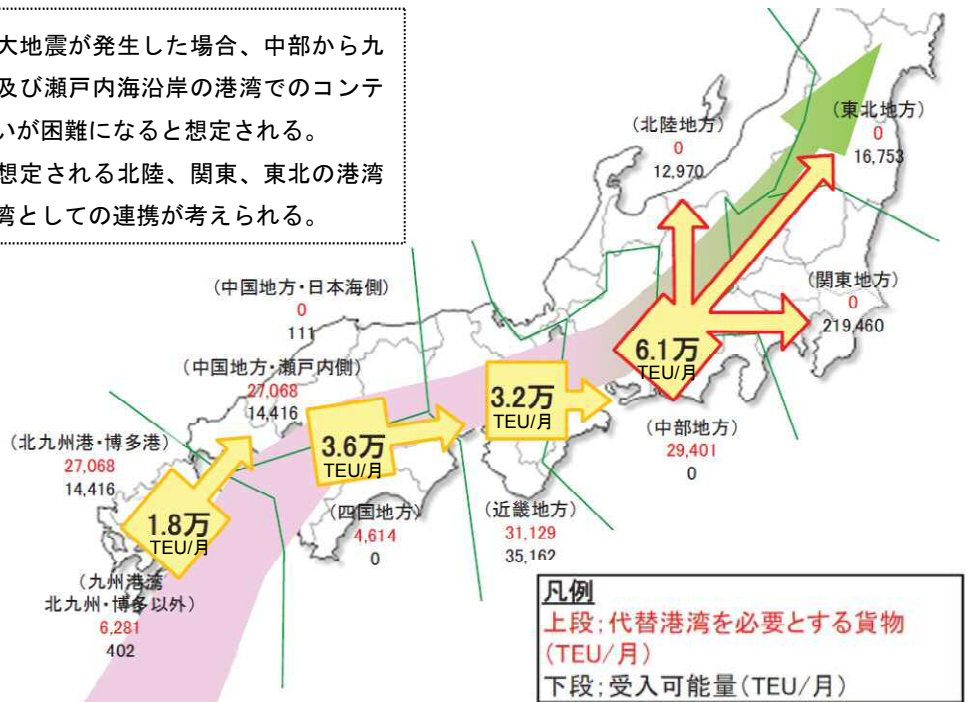 大地震が発生した場合、中部から九
及び瀬戸内海沿岸の港湾でのコンテ
いが困難になると想定される。
想定される北陸、関東、東北の港湾
湾としての連携が考えられる。
（北陸地方）
0
12,970
（東北地方）
0
16,753
（関東地方）
0
219,460
（中国地方・日本海側）
0
111
（中国地方・瀬戸内側）
27,068
14,416
（北九州港・博多港）
27,068
14,416
6.1万
TEU/月
3.2万
TEU/月
3.6万
TEU/月
1.8万
TEU/月
（中部地方）
29,401
0
（近畿地方）
31,129
35,162
（四国地方）
4,614
0
（九州港湾
北九州・博多以外）
6,281
402
凡例
上段；代替港湾を必要とする貨物
（TEU/月）
下段；受入可能量（TEU/月）